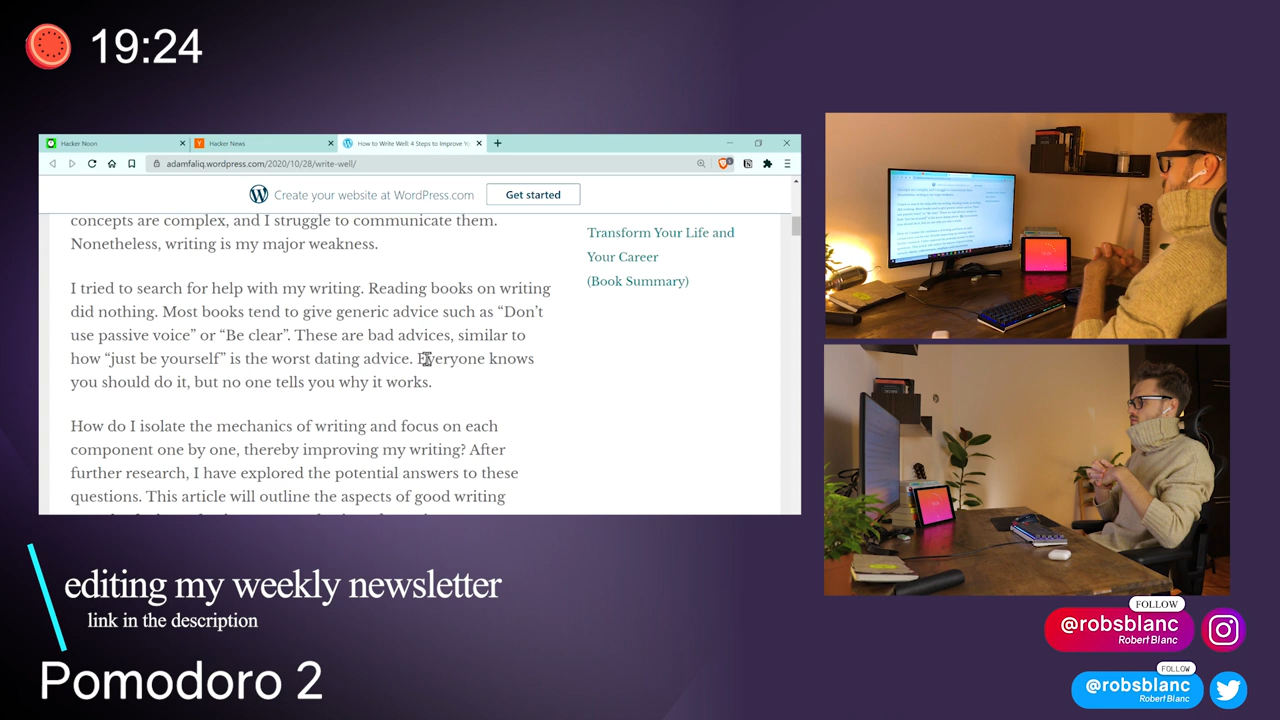 19:24
Hacker Noon
Hacker News
How to Write Well: 4 Steps to Improve Yo
adamfaliq.wordpress.com/2020/10/28/write-well/
Create your website at WordPress.com
Get started
concepts are complex and I struggle to communicate them.
Nonetheless, writing is my major weakness.
I tried to search for help with my writing. Reading books on writing
did nothing. Most books tend to give generic advice such as “Don’t
use passive voice” or “Be clear”. These are bad advices, similar to
how “just be yourself” is the worst dating advice. Everyone knows
you should do it, but no one tells you why it works.
How do I isolate the mechanics of writing and focus on each
component one by one, thereby improving my writing? After
further research, I have explored the potential answers to these
questions. This article will outline the aspects of good writing
Transform Your Life and
Your Career
(Book Summary)
editing my weekly newsletter
link in the description
Pomodoro 2
FOLLOW
@robsblanc
Robert Blanc
FOLLOW
@robsblanc
Robert Blanc